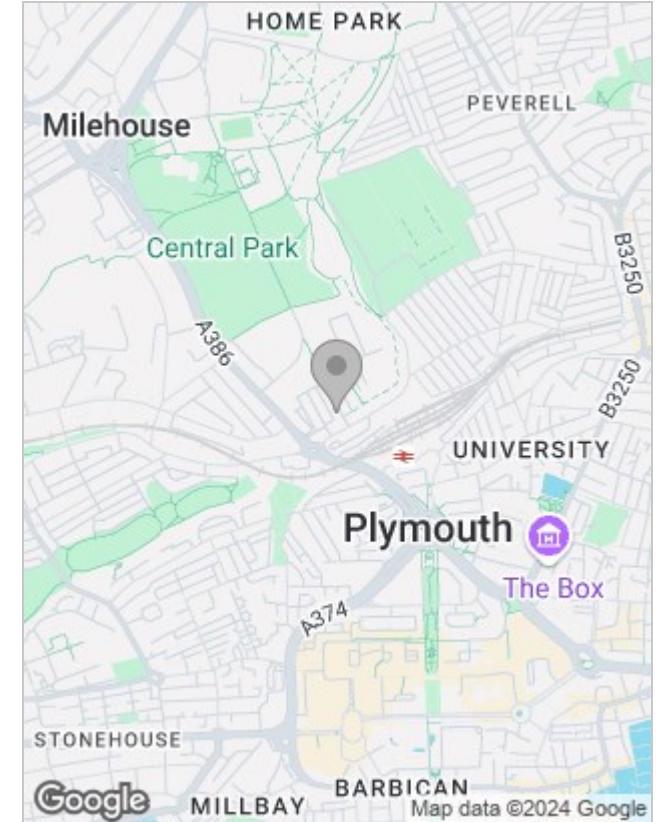 HOME PARK
PEVERELL
Milehouse
Central Park
B3250
A386
B3250
UNIVERSITY
Plymouth
The Box
A374
STONEHOUSE
BARBICAN
MILLBAY
Google
Map data ©2024 Google